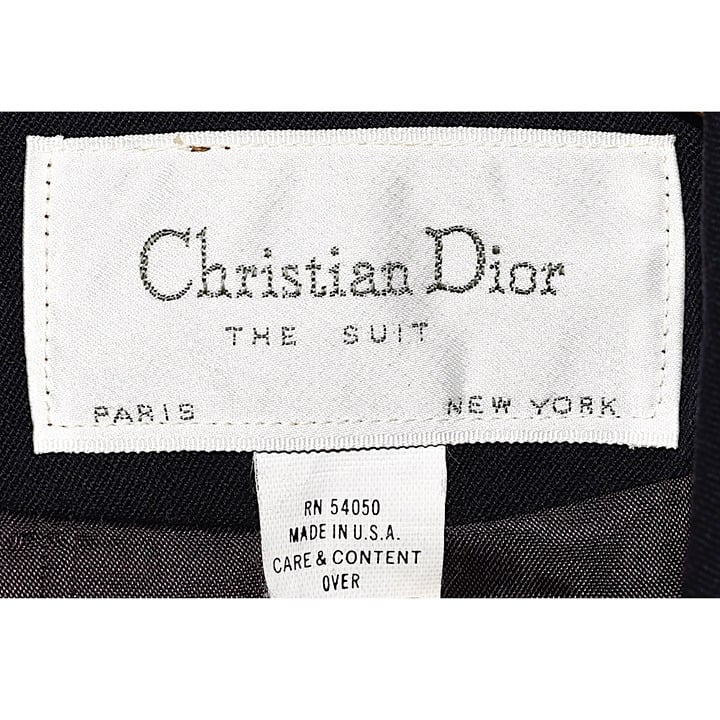 Christian Dior
THE SUIT
PARIS NEW YORK
RN 54050
MADE IN U.S.A.
CARE & CONTENT
OVER